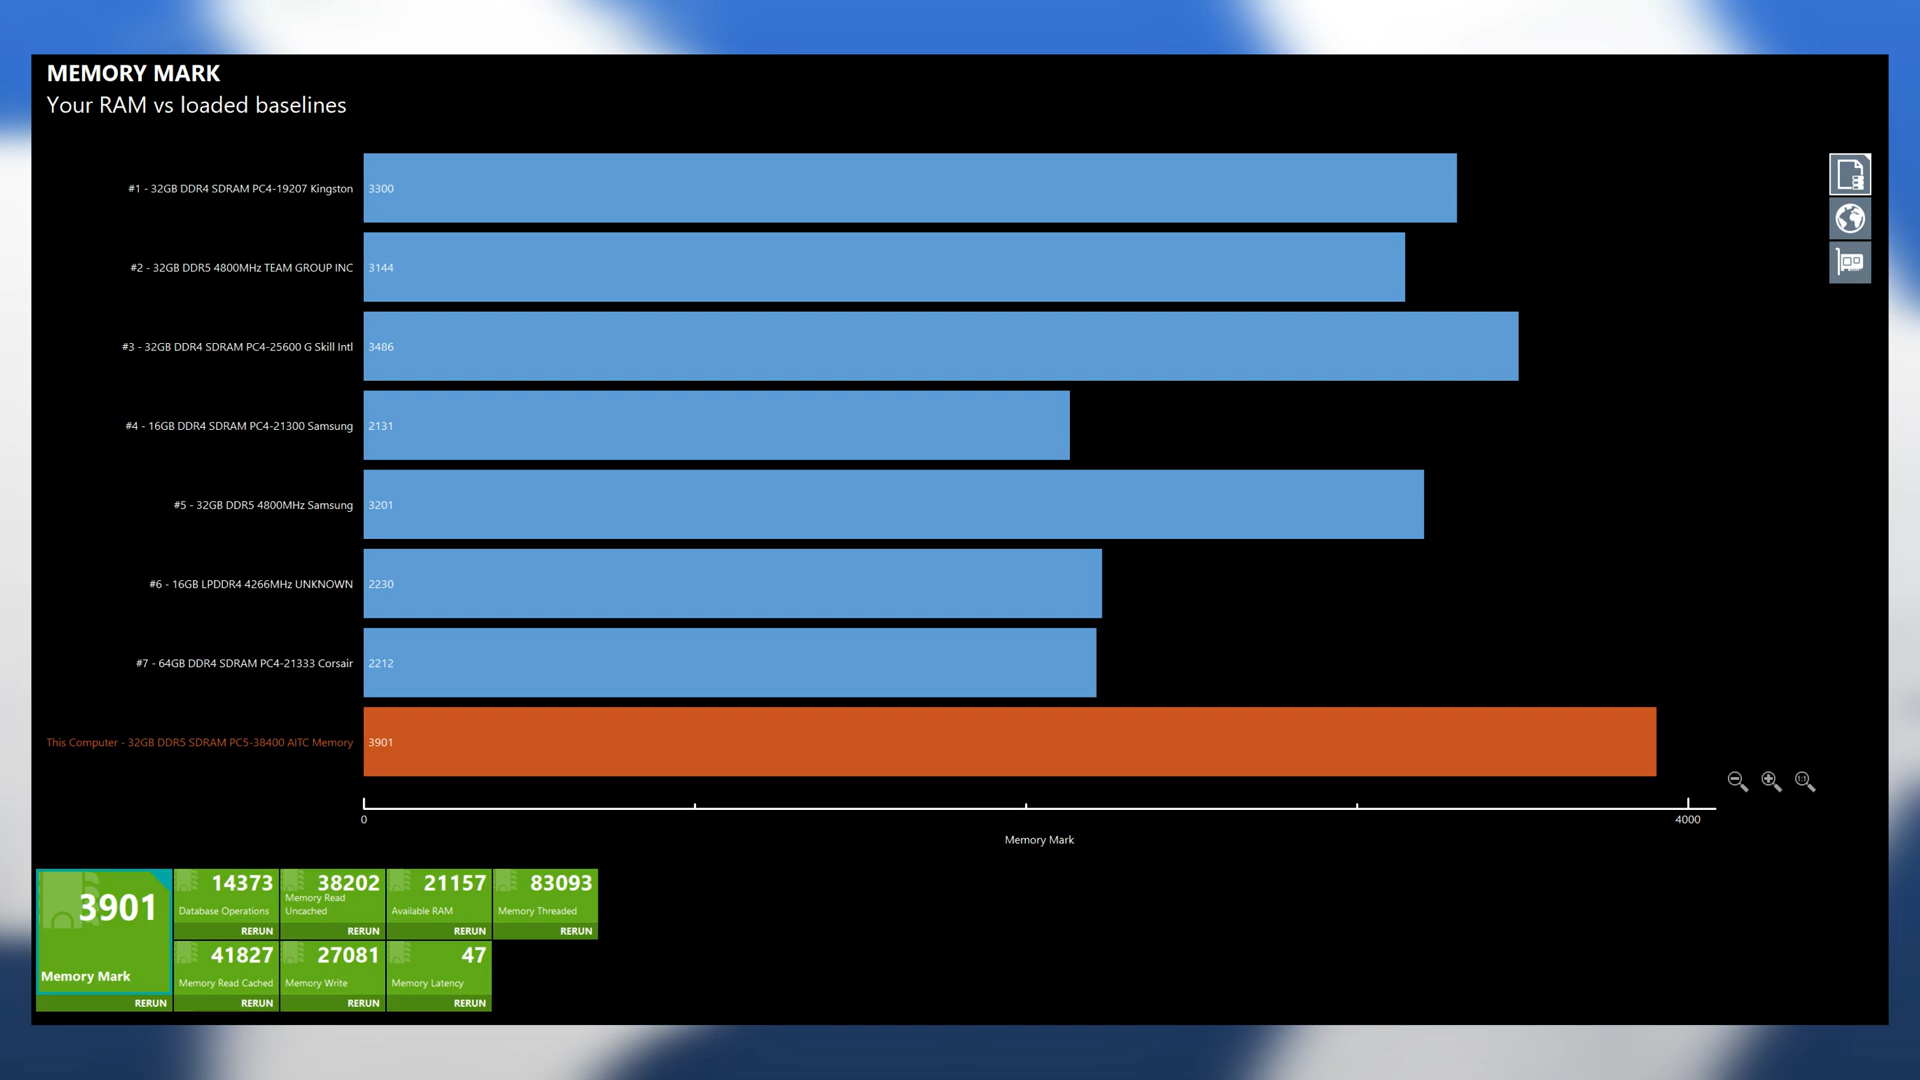 MEMORY MARK
Your RAM vs loaded baselines
#1 - 32GB DDR4 SDRAM PC4-19207 Kingston
3300
#2 - 32GB DDR5 4800MHz TEAM GROUP INC
3144
#3 - 32GB DDR4 SDRAM PC4-25600 G Skill Intl
3486
#4 - 16GB DDR4 SDRAM PC4-21300 Samsung
2131
#5 - 32GB DDR5 4800MHz Samsung
3201
#6 - 16GB LPDDR4 4266MHz UNKNOWN
2230
#7 - 64GB DDR4 SDRAM PC4-21333 Corsair
2212
This Computer - 32GB DDR5 SDRAM PC5-38400 AITC Memory
3901
1:1
0
4000
Memory Mark
3901
Memory Mark
RERUN
14373
Database Operations
RERUN
38202
Memory Read
Uncached
RERUN
21157
Available RAM
RERUN
83093
Memory Threaded
RERUN
41827
Memory Read Cached
RERUN
27081
Memory Write
RERUN
47
Memory Latency
RERUN